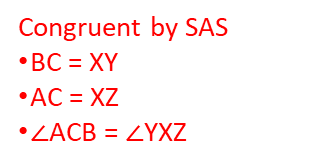 Congruent by SAS
•BC = XY
•AC = XZ
•∠ACB = ∠YXZ